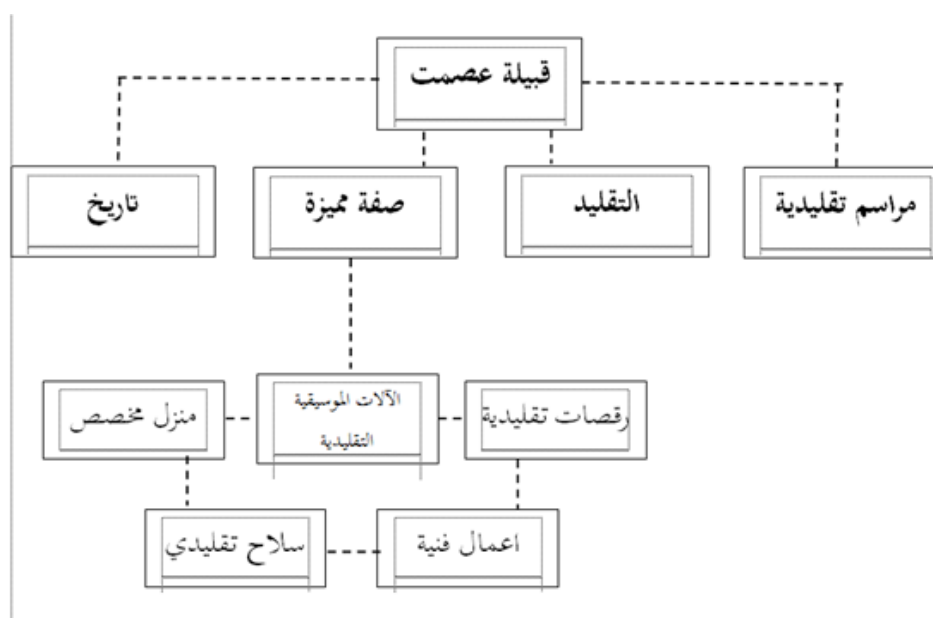 قبيلة عصمت
مراسم تقليدية
التقليد
صفة مميزة
تاريخ
رقصات تقليدية
الآلات الموسيقية
التقليدية
منزل مخصص
اعمال فنية
سلاح تقليدي